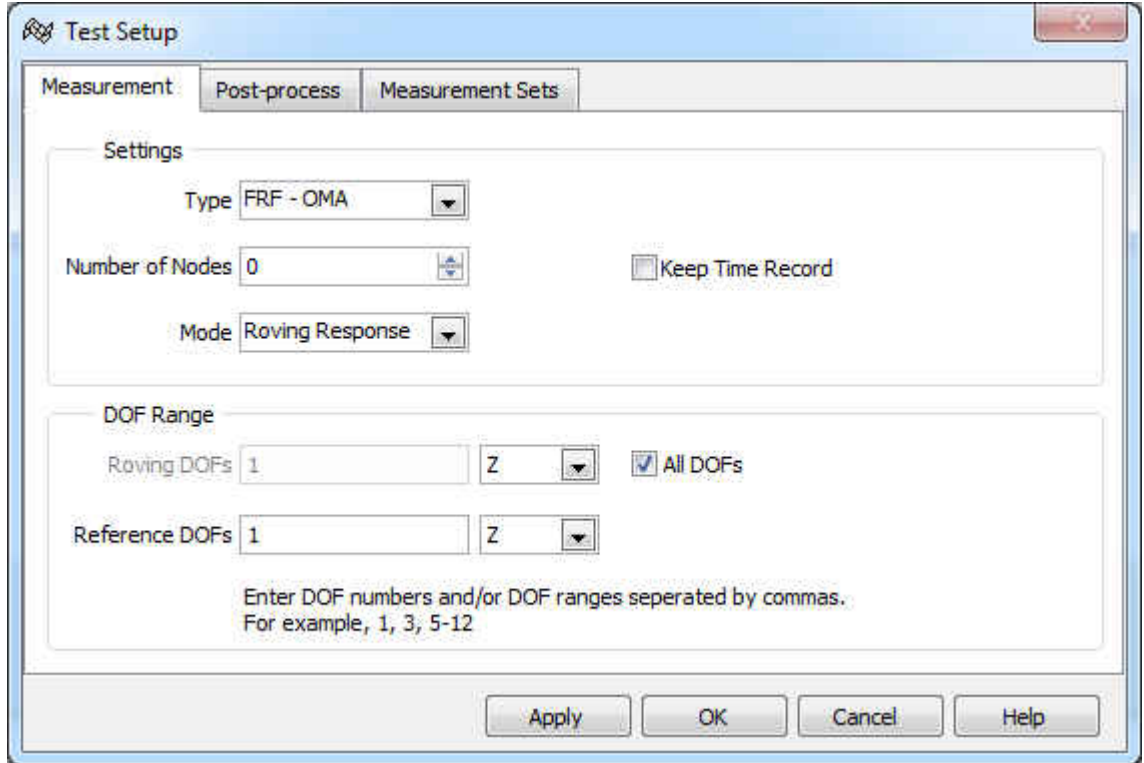 Test Setup
Measurement Post-process Measurement Sets
Settings
Type FRF - OMA
Number of Nodes 0 Keep Time Record
Mode Roving Response
DOF Range
Roving DOFs 1 Z All DOFs
Reference DOFs 1 Z
Enter DOF numbers and/or DOF ranges seperated by commas.
For example, 1, 3, 5-12
Apply OK Cancel Help